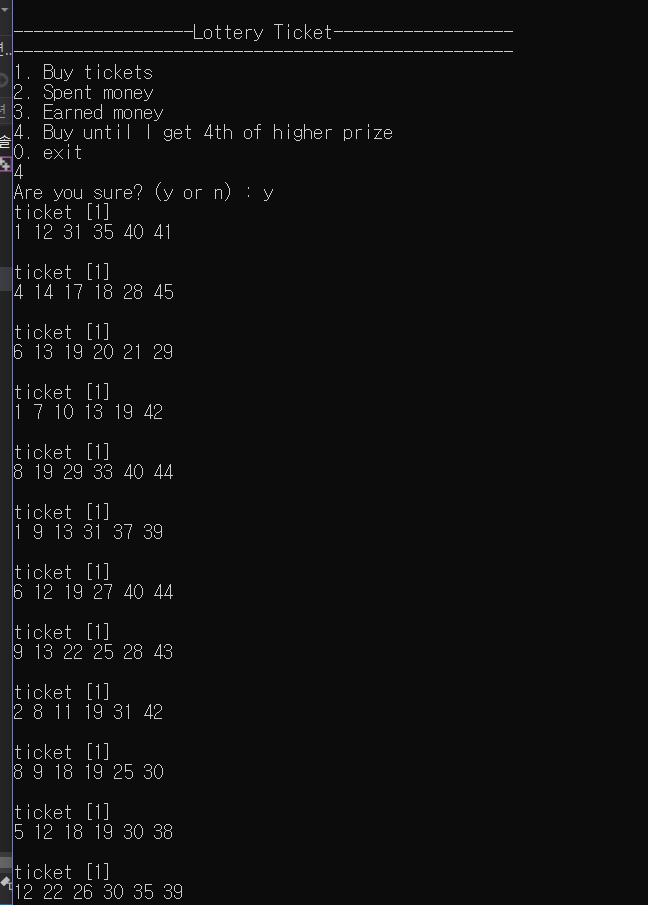 ------------------Lottery Ticket------------------
--------------------------------------------------
1. Buy tickets
2. Spent money
3. Earned money
4. Buy until I get 4th of higher prize
0. exit
4
Are you sure? (y or n) : y
ticket [1]
1 12 31 35 40 41
ticket [1]
4 14 17 18 28 45
ticket [1]
6 13 19 20 21 29
ticket [1]
1 7 10 13 19 42
ticket [1]
8 19 29 33 40 44
ticket [1]
1 9 13 31 37 39
ticket [1]
6 12 19 27 40 44
ticket [1]
9 13 22 25 28 43
ticket [1]
2 8 11 19 31 42
ticket [1]
8 9 18 19 25 30
ticket [1]
5 12 18 19 30 38
ticket [1]
12 22 26 30 35 39